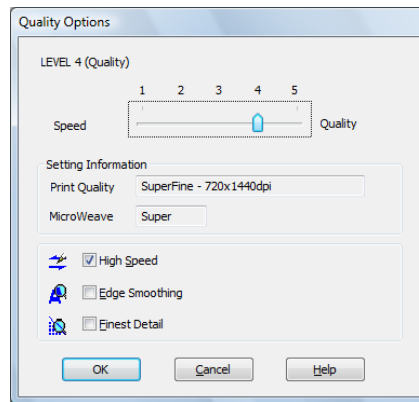 Quality Options
LEVEL 4 (Quality)
1 2 3 4 5
Speed Quality
Setting Information
Print Quality SuperFine - 720x1440dpi
MicroWeave Super
High Speed
Edge Smoothing
Finest Detail
OK Cancel Help